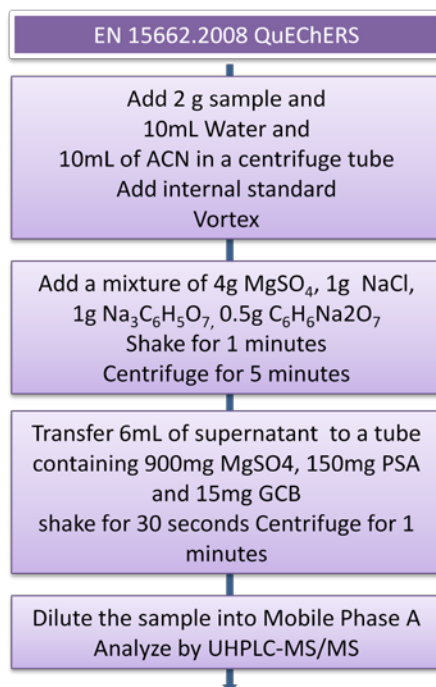 EN 15662.2008 QuEChERS
Add 2 g sample and
10mL Water and
10mL of ACN in a centrifuge tube
Add internal standard
Vortex
Add a mixture of 4g MgSO₄, 1g NaCl,
1g Na₃C₆H₅O₇, 0.5g C₆H₆Na2O₇
Shake for 1 minutes
Centrifuge for 5 minutes
Transfer 6mL of supernatant to a tube
containing 900mg MgSO4, 150mg PSA
and 15mg GCB
shake for 30 seconds Centrifuge for 1
minutes
Dilute the sample into Mobile Phase A
Analyze by UHPLC-MS/MS